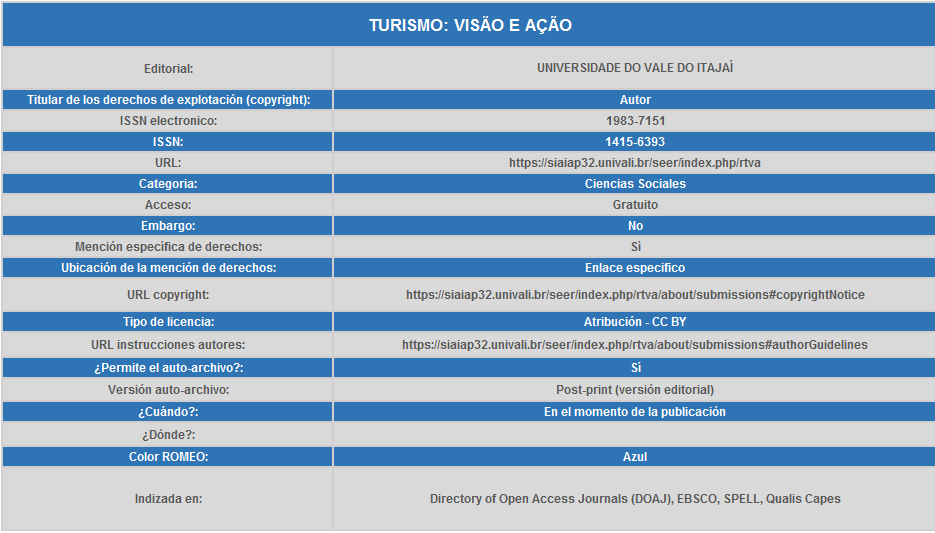 TURISMO: VISÃO E AÇÃO
Editorial: UNIVERSIDADE DO VALE DO ITAJAÍ
Titular de los derechos de explotación (copyright): Autor
ISSN electronico: 1983-7151
ISSN: 1415-6393
URL: https://siaiap32.univali.br/seer/index.php/rtva
Categoria: Ciencias Sociales
Acceso: Gratuito
Embargo: No
Mención específica de derechos: Sí
Ubicación de la mención de derechos: Enlace especifico
URL copyright: https://siaiap32.univali.br/seer/index.php/rtva/about/submissions#copyrightNotice
Tipo de licencia: Atribución - CC BY
URL instrucciones autores: https://siaiap32.univali.br/seer/index.php/rtva/about/submissions#authorGuidelines
¿Permite el auto-archivo?: Sí
Versión auto-archivo: Post-print (versión editorial)
¿Cuándo?: En el momento de la publicación
¿Dónde?:
Color ROMEO: Azul
Indizada en: Directory of Open Access Journals (DOAJ), EBSCO, SPELL, Qualis Capes